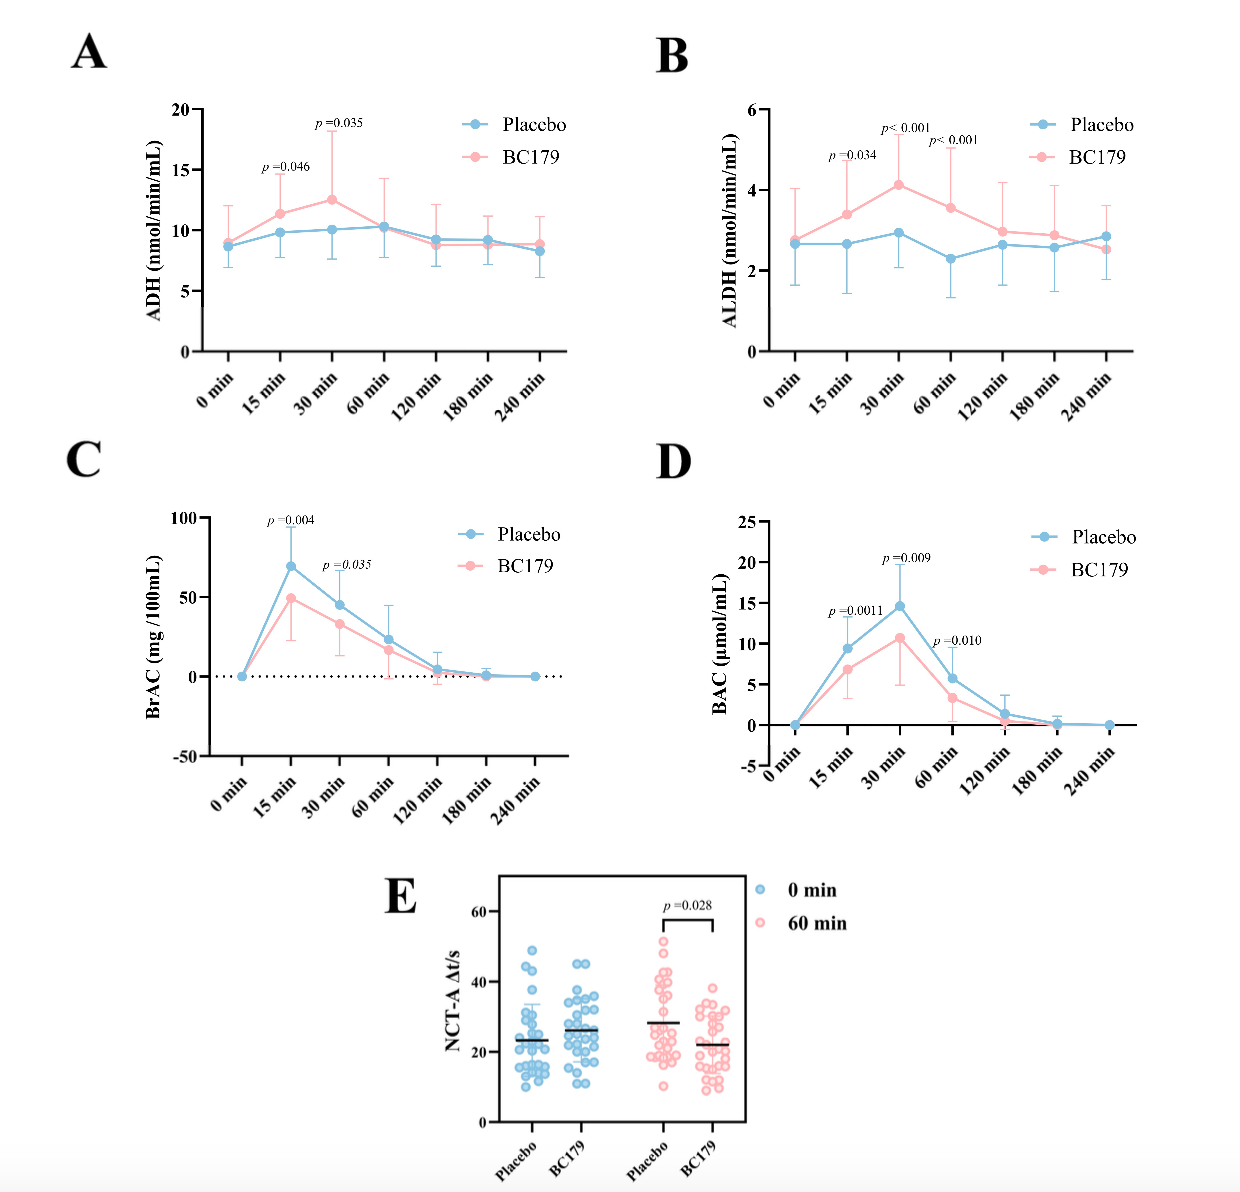 A
ADH (nmol/min/mL)
20
15
10
5
0
p =0.046
p =0.035
Placebo
BC179
0 min
15 min
30 min
60 min
120 min
180 min
240 min
B
ALDH (nmol/min/mL)
6
4
2
0
p =0.034
p< 0.001
p< 0.001
Placebo
BC179
0 min
15 min
30 min
60 min
120 min
180 min
240 min
C
BrAC (mg /100mL)
100
50
0
-50
p =0.004
p =0.035
Placebo
BC179
0 min
15 min
30 min
60 min
120 min
180 min
240 min
D
BAC (μmol/mL)
25
20
15
10
5
0
-5
p =0.0011
p =0.009
p =0.010
Placebo
BC179
0 min
15 min
30 min
60 min
120 min
180 min
240 min
E
NCT-A Δt/s
60
40
20
0
p =0.028
0 min
60 min
Placebo
BC179
Placebo
BC179